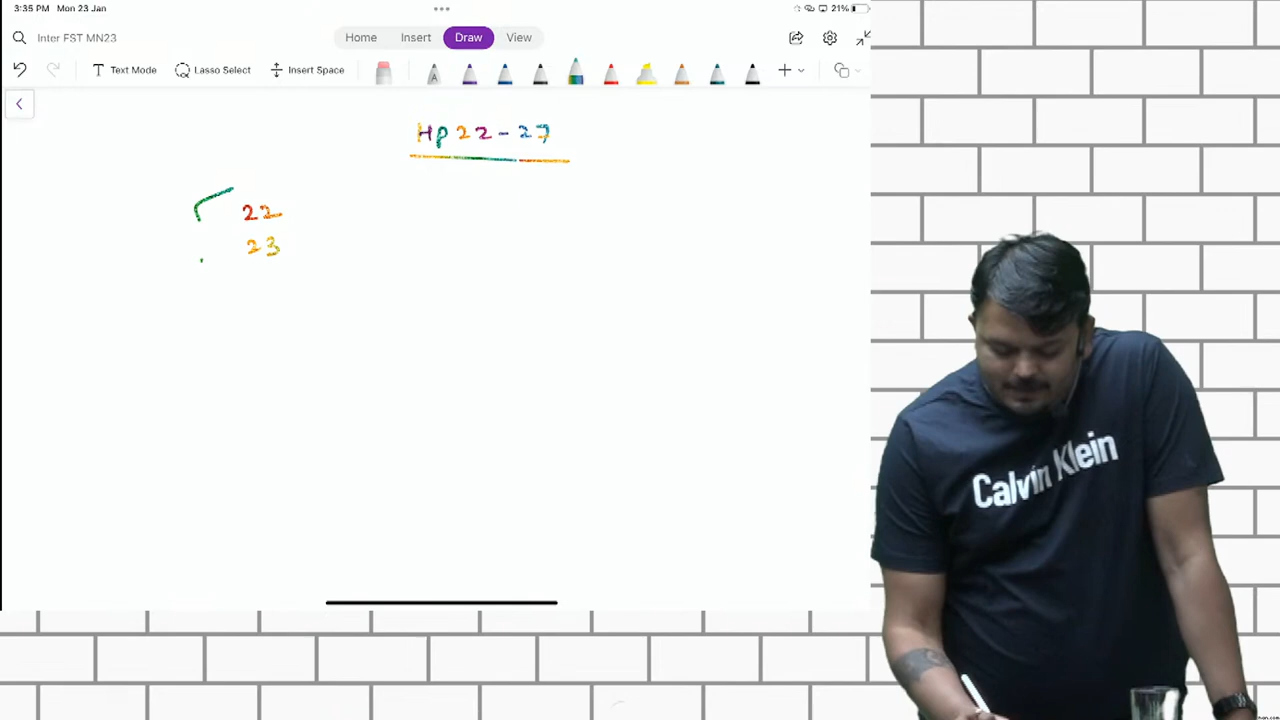 3:35 PM Mon 23 Jan
21%
Inter FST MN23
Home Insert Draw View
Text Mode Lasso Select Insert Space
Hp 22-27
22
23
Calvin Klein